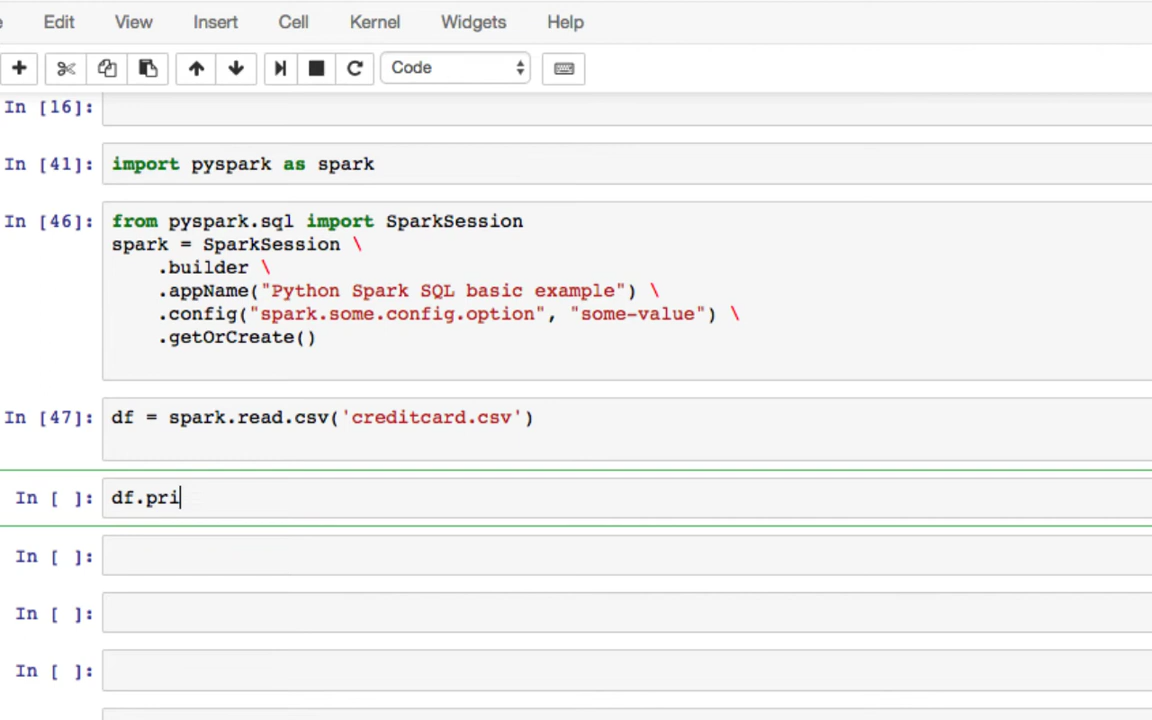 Edit View Insert Cell Kernel Widgets Help
Code
In [16]:
In [41]: import pyspark as spark
In [46]: from pyspark.sql import SparkSession
spark = SparkSession \
.builder \
.appName("Python Spark SQL basic example") \
.config("spark.some.config.option", "some-value") \
.getOrCreate()
In [47]: df = spark.read.csv('creditcard.csv')
In [ ]: df.pri
In [ ]:
In [ ]:
In [ ]: